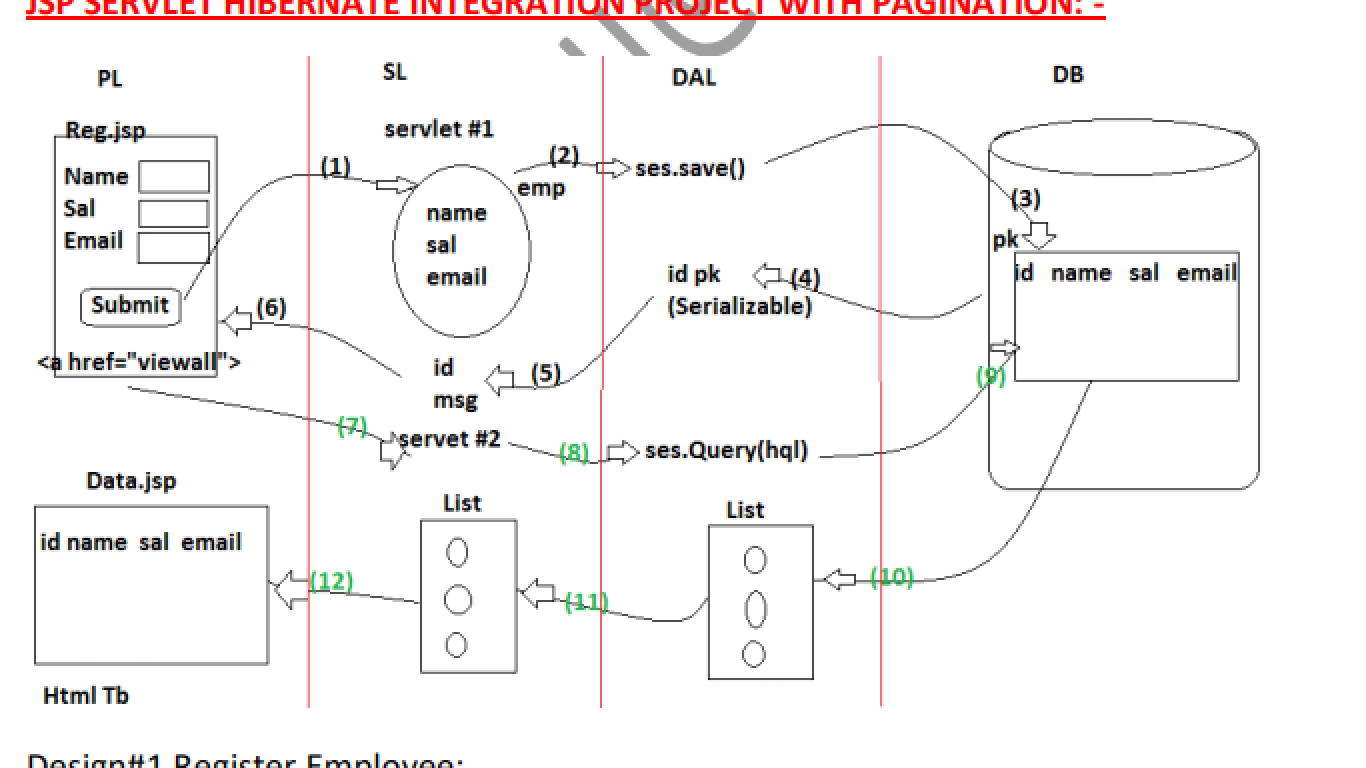 JSP SERVLET HIBERNATE INTEGRATION PROJECT WITH PAGINATION: -
PL
SL
DAL
DB
Reg.jsp
servlet #1
Name
Sal
Email
Submit
<a href="viewall">
(1)
name
sal
email
(2)
emp
ses.save()
(3)
pk
id name sal email
id pk
(Serializable)
(4)
(5)
id
msg
(6)
(7)
servet #2
(8)
ses.Query(hql)
(9)
Data.jsp
id name sal email
Html Tb
List
List
(10)
(11)
(12)
Design#1 Register Employee: